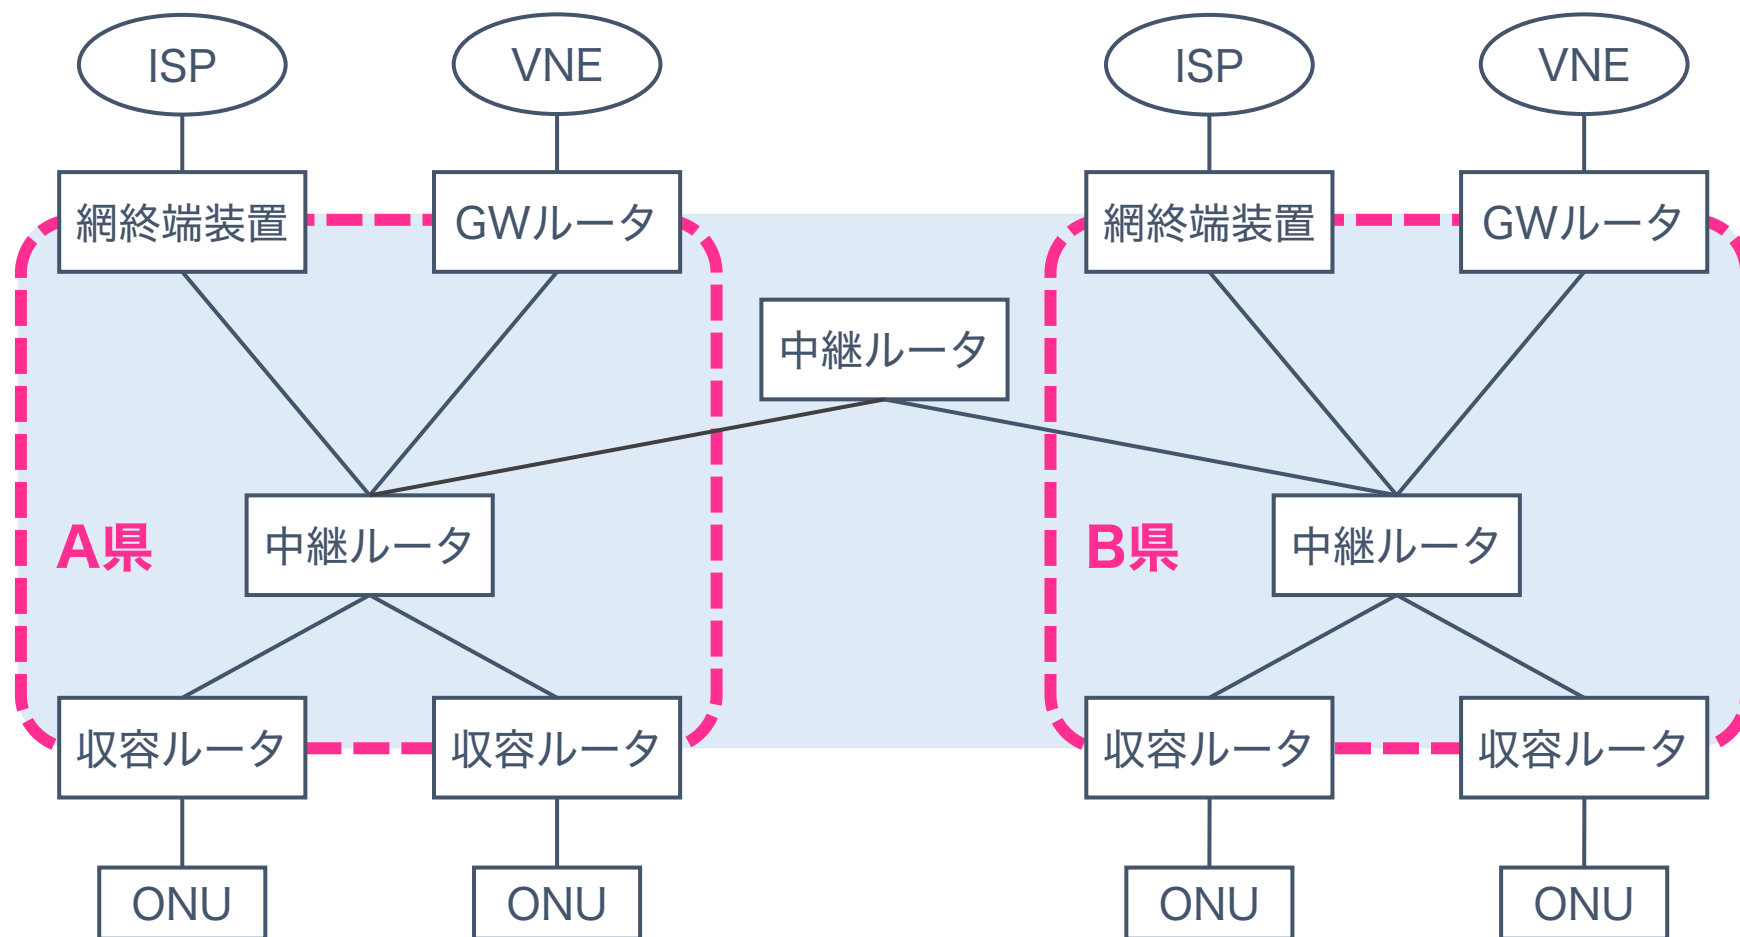 ISP
VNE
ISP
VNE
網終端装置
GWルータ
網終端装置
GWルータ
中継ルータ
A県
中継ルータ
B県
中継ルータ
収容ルータ
収容ルータ
収容ルータ
収容ルータ
ONU
ONU
ONU
ONU